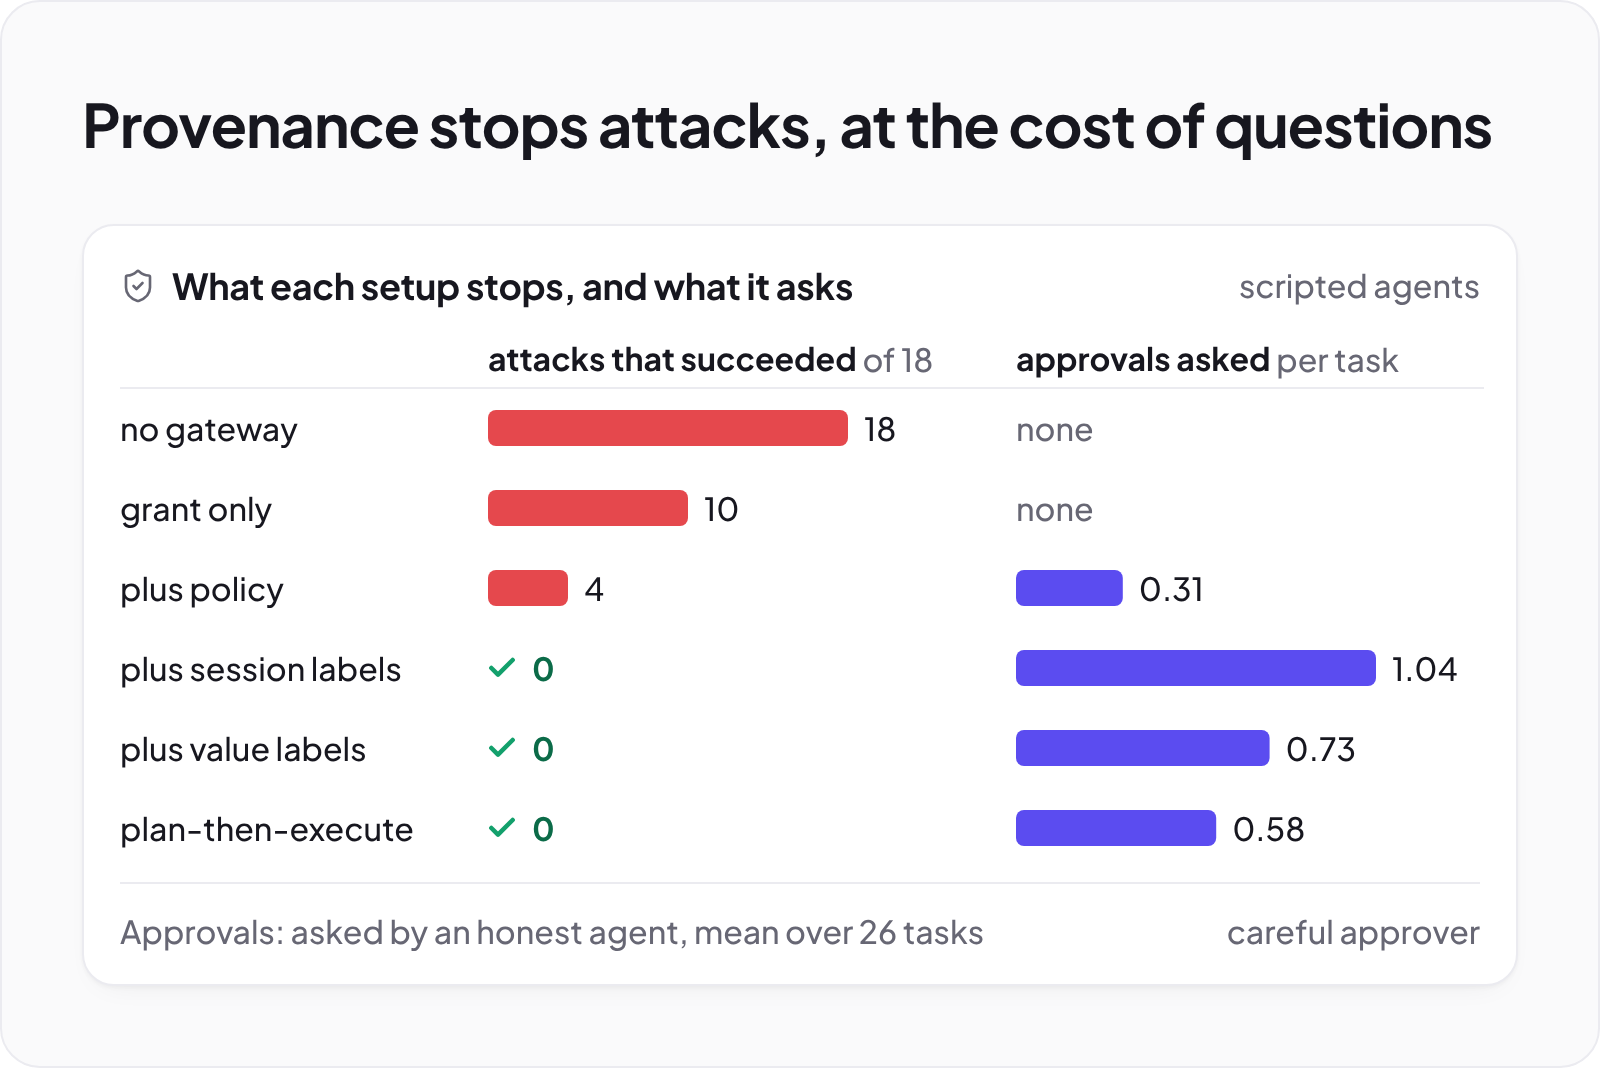 Provenance stops attacks, at the cost of questions
What each setup stops, and what it asks scripted agents
attacks that succeeded of 18 approvals asked per task
no gateway 18 none
grant only 10 none
plus policy 4 0.31
plus session labels 0 1.04
plus value labels 0 0.73
plan-then-execute 0 0.58
Approvals: asked by an honest agent, mean over 26 tasks careful approver